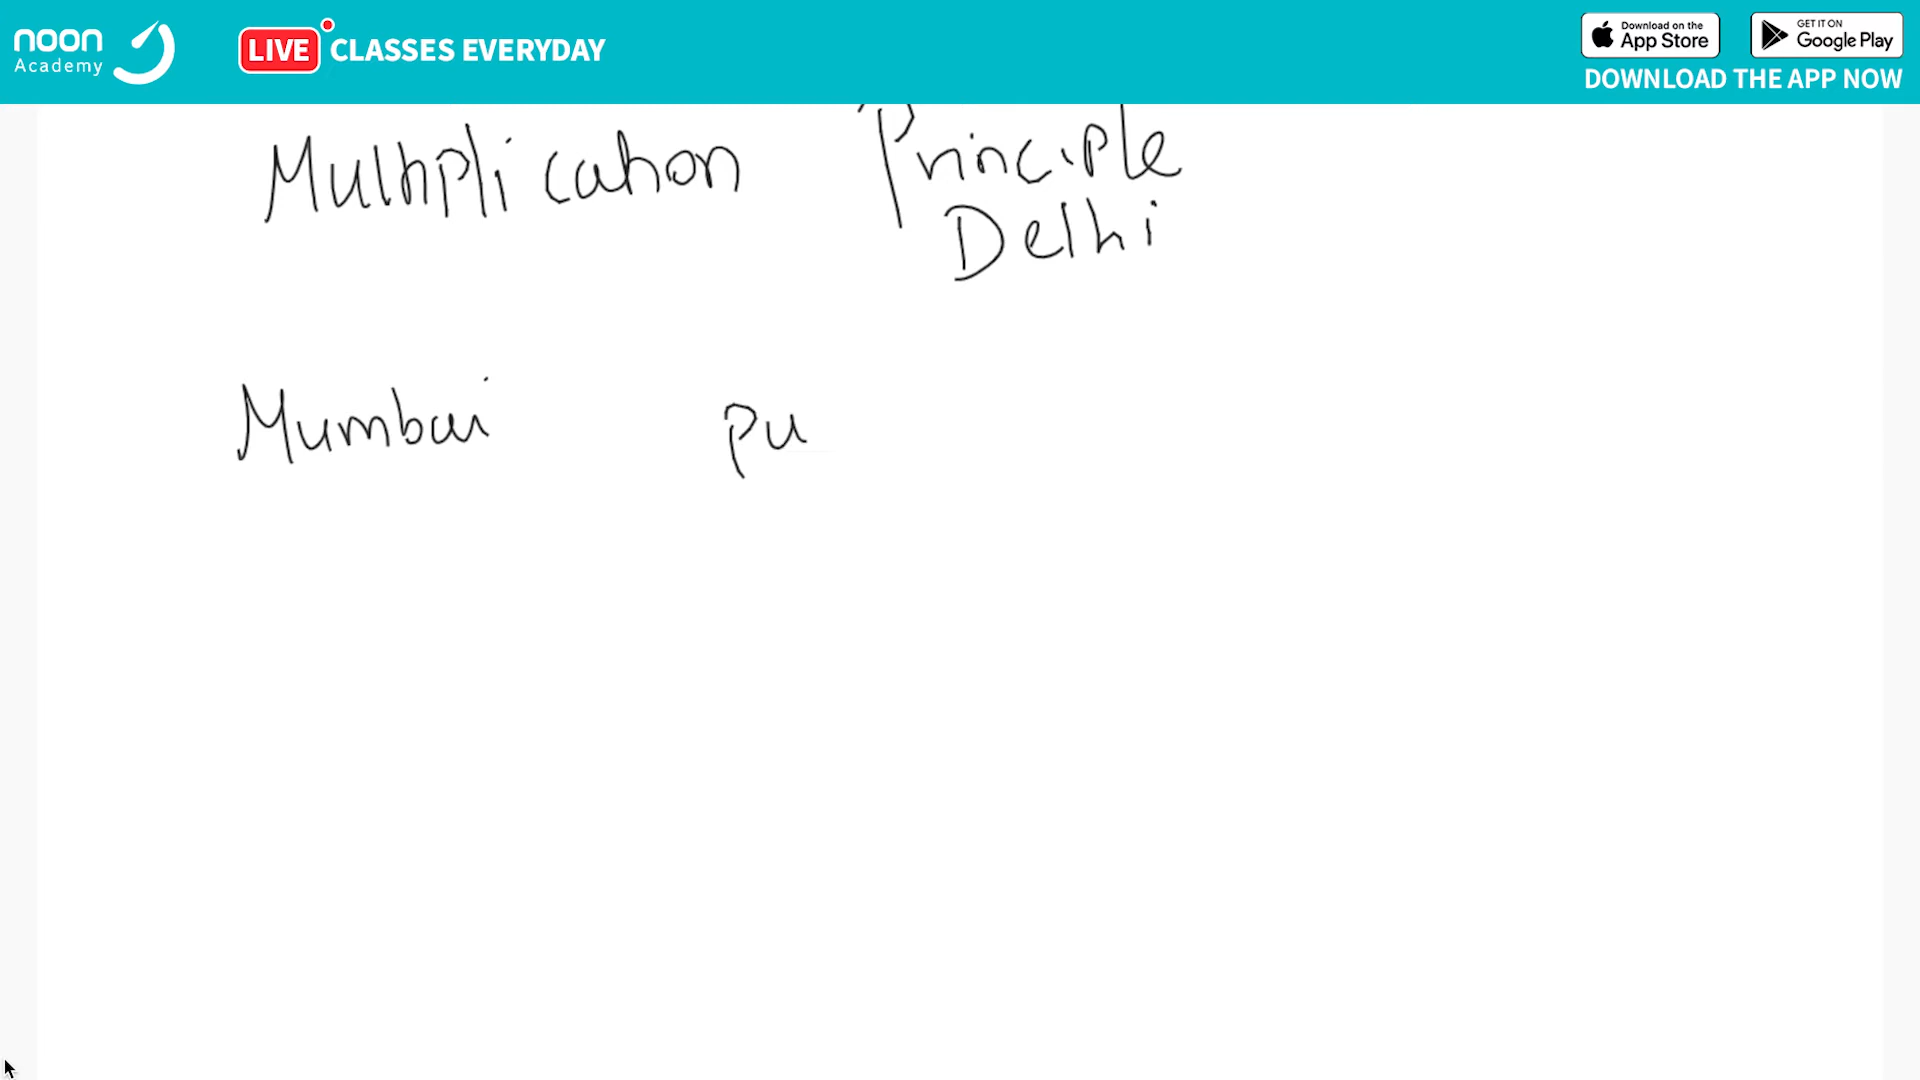 noon
Academy
LIVE CLASSES EVERYDAY
Download on the
App Store
GET IT ON
Google Play
DOWNLOAD THE APP NOW
Multiplication Principle
Delhi
Mumbai pu